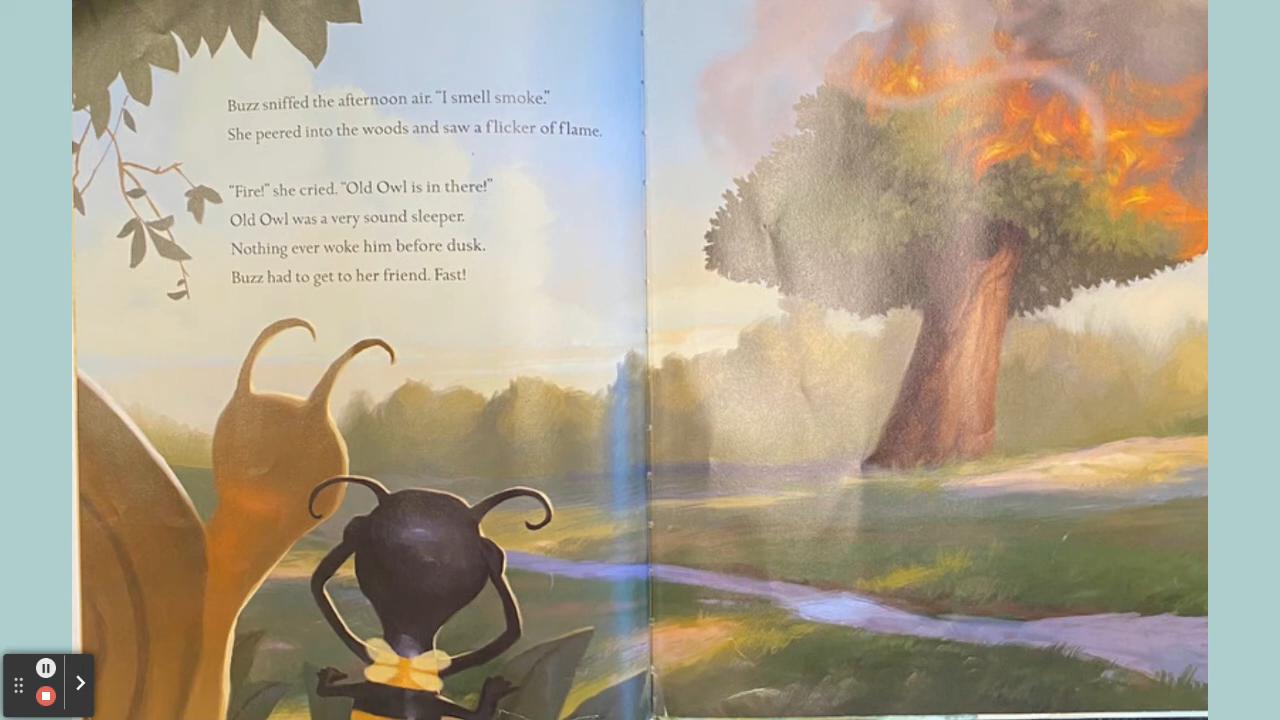 Buzz sniffed the afternoon air. “I smell smoke.”
She peered into the woods and saw a flicker of flame.
“Fire!” she cried. “Old Owl is in there!”
Old Owl was a very sound sleeper.
Nothing ever woke him before dusk.
Buzz had to get to her friend. Fast!